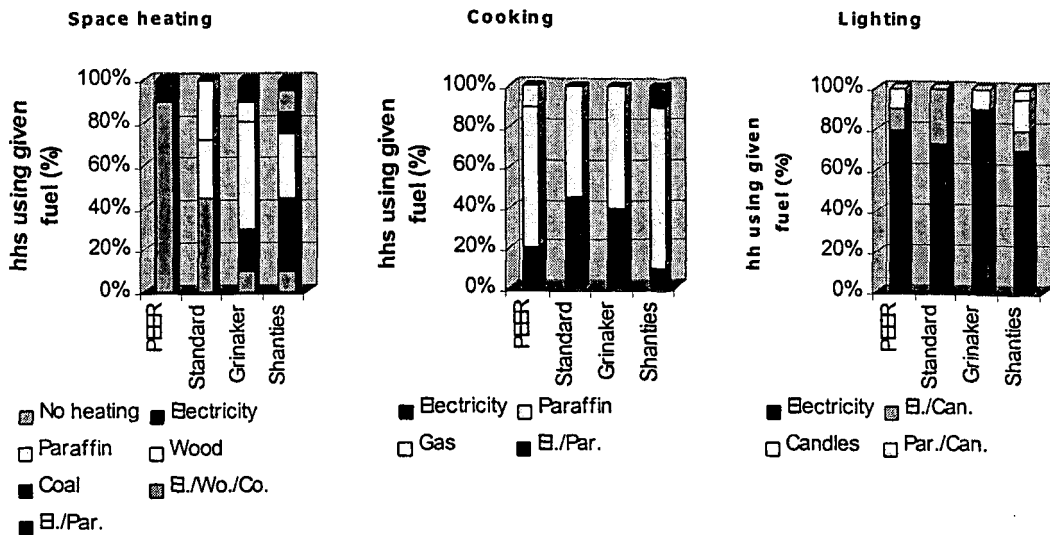 Space heating
hhs using given
fuel (%)
100%
80%
60%
40%
20%
0%
PEER
Standard
Grinaker
Shanties
No heating
Electricity
Paraffin
Wood
Coal
El./Wo./Co.
El./Par.
Cooking
hhs using given
fuel (%)
100%
80%
60%
40%
20%
0%
PEER
Standard
Grinaker
Shanties
Electricity
Paraffin
Gas
El./Par.
Lighting
hh using given
fuel (%)
100%
80%
60%
40%
20%
0%
PEER
Standard
Grinaker
Shanties
Electricity
El./Can.
Candles
Par./Can.